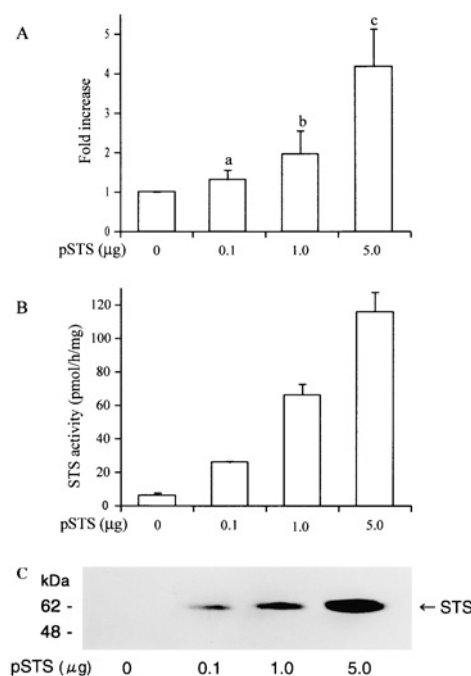 A
Fold increase
5
4
3
2
1
0
a
b
c
pSTS (μg) 0 0.1 1.0 5.0
B
STS activity (pmol/h/mg)
120
100
80
60
40
20
0
pSTS (μg) 0 0.1 1.0 5.0
C
kDa
62 -
48 -
← STS
pSTS (μg) 0 0.1 1.0 5.0